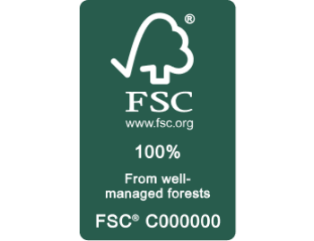 ®
FSC
www.fsc.org
100%
From well-
managed forests
FSC® C000000